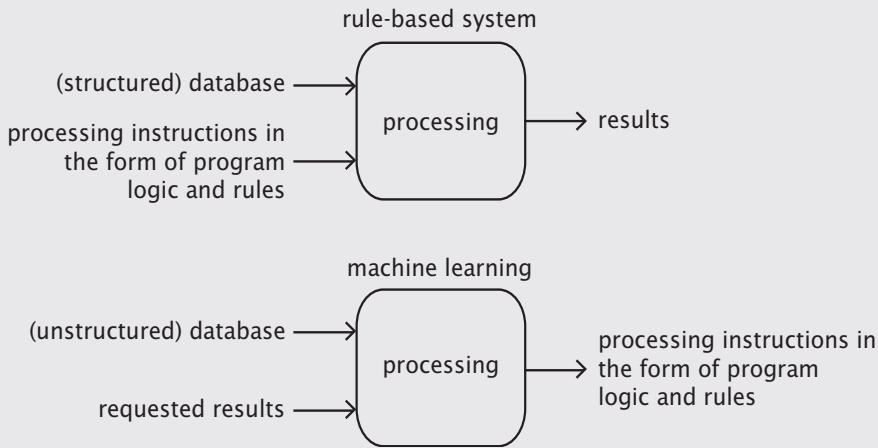 rule-based system
(structured) database
processing instructions in
the form of program
logic and rules
processing
results
machine learning
(unstructured) database
requested results
processing
processing instructions in
the form of program
logic and rules